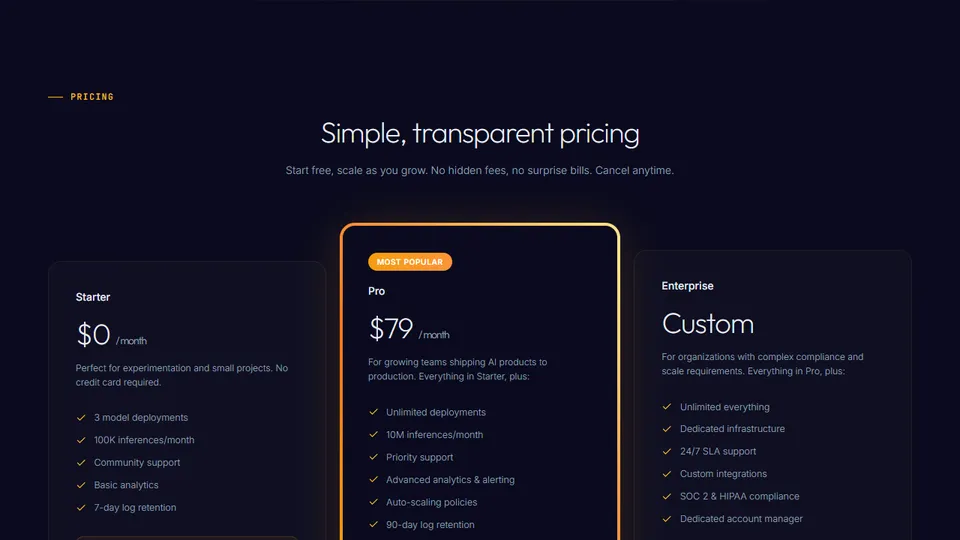 PRICING
Simple, transparent pricing
Start free, scale as you grow. No hidden fees, no surprise bills. Cancel anytime.
Starter
$0 /month
Perfect for experimentation and small projects. No
credit card required.
3 model deployments
100K inferences/month
Community support
Basic analytics
7-day log retention
MOST POPULAR
Pro
$79 /month
For growing teams shipping AI products to
production. Everything in Starter, plus:
Unlimited deployments
10M inferences/month
Priority support
Advanced analytics & alerting
Auto-scaling policies
90-day log retention
Enterprise
Custom
For organizations with complex compliance and
scale requirements. Everything in Pro, plus:
Unlimited everything
Dedicated infrastructure
24/7 SLA support
Custom integrations
SOC 2 & HIPAA compliance
Dedicated account manager